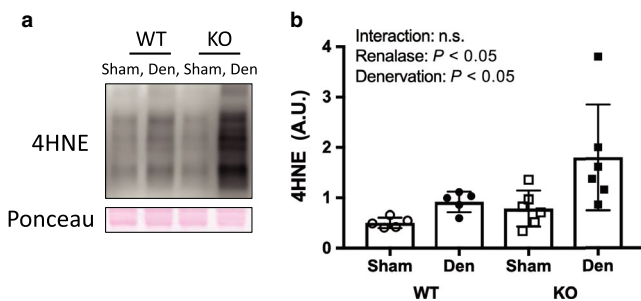 a
WT KO
Sham, Den, Sham, Den
4HNE
Ponceau
b
Interaction: n.s.
Renalase: P < 0.05
Denervation: P < 0.05
4HNE (A.U.)
4
3
2
1
0
Sham Den Sham Den
WT KO